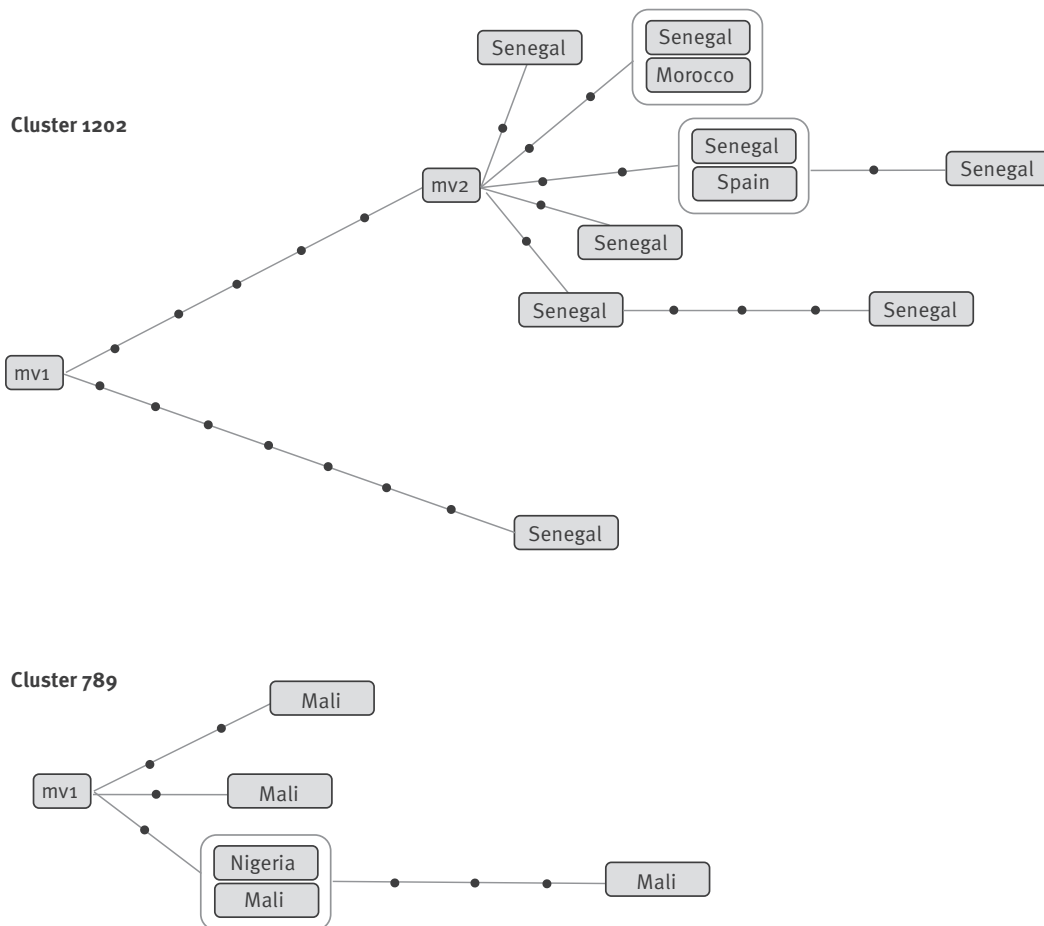 Senegal
Senegal
Morocco
Cluster 1202
Senegal
Spain
Senegal
mv2
Senegal
Senegal
Senegal
mv1
Senegal
Cluster 789
Mali
mv1
Mali
Nigeria
Mali
Mali